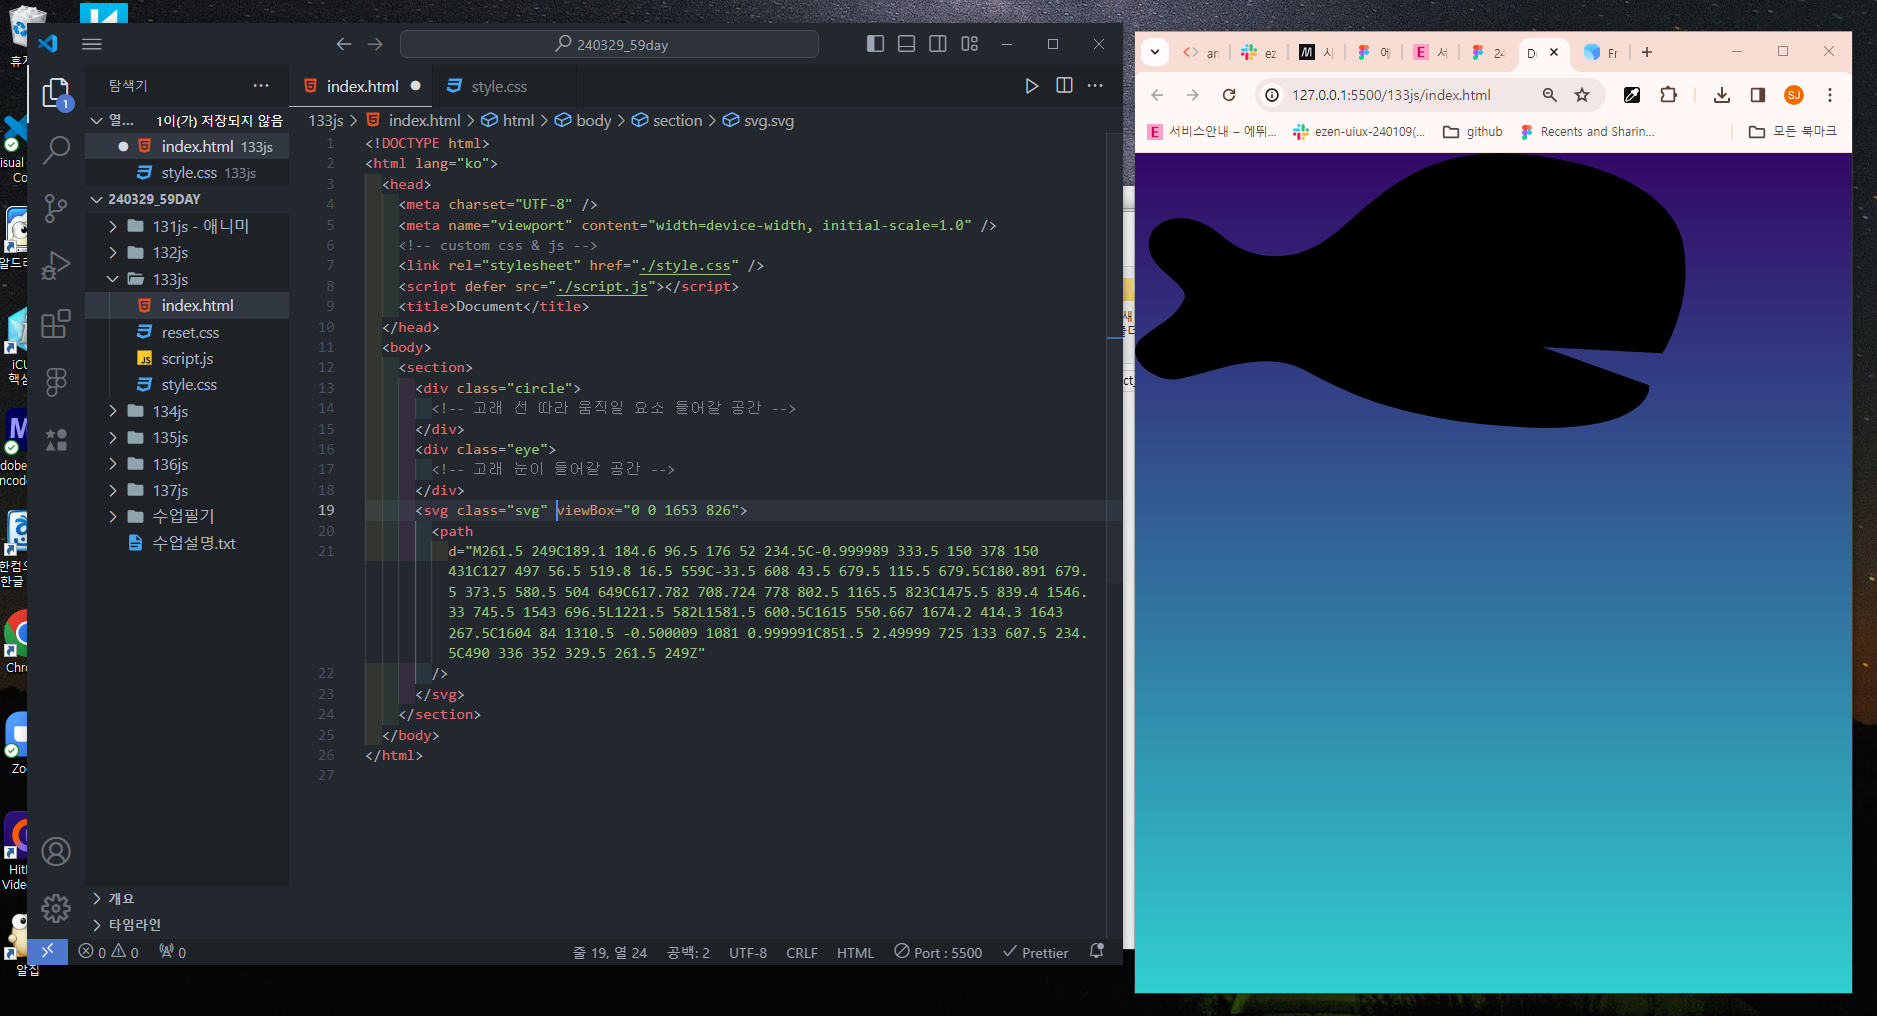 240329_59day
탐색기
index.html
style.css
열...
1이(가) 저장되지 않음
index.html 133js
style.css 133js
240329_59DAY
131js - 애니미
132js
133js
index.html
reset.css
script.js
style.css
134js
135js
136js
137js
수업필기
수업설명.txt
개요
타임라인
133js > index.html > html > body > section > svg.svg
1 <!DOCTYPE html>
2 <html lang="ko">
3 <head>
4 <meta charset="UTF-8" />
5 <meta name="viewport" content="width=device-width, initial-scale=1.0" />
6 <!-- custom css & js -->
7 <link rel="stylesheet" href="./style.css" />
8 <script defer src="./script.js"></script>
9 <title>Document</title>
10 </head>
11 <body>
12 <section>
13 <div class="circle">
14 <!-- 고래 선 따라 움직일 요소 들어갈 공간 -->
15 </div>
16 <div class="eye">
17 <!-- 고래 눈이 들어갈 공간 -->
18 </div>
19 <svg class="svg" viewBox="0 0 1653 826">
20 <path
21 d="M261.5 249C189.1 184.6 96.5 176 52 234.5C-0.999989 333.5 150 378 150
431C127 497 56.5 519.8 16.5 559C-33.5 608 43.5 679.5 115.5 679.5C180.891 679.
5 373.5 580.5 504 649C617.782 708.724 778 802.5 1165.5 823C1475.5 839.4 1546.
33 745.5 1543 696.5L1221.5 582L1581.5 600.5C1615 550.667 1674.2 414.3 1643
267.5C1604 84 1310.5 -0.500009 1081 0.999991C851.5 2.49999 725 133 607.5 234.
5C490 336 352 329.5 261.5 249Z"
22 />
23 </svg>
24 </section>
25 </body>
26 </html>
27
0 0 0
줄 19, 열 24
공백: 2
UTF-8
CRLF
HTML
Port : 5500
Prettier
127.0.0.1:5500/133js/index.html
SJ
서비스안내 – 에뛰...
ezen-uiux-240109(...
github
Recents and Sharin...
모든 북마크